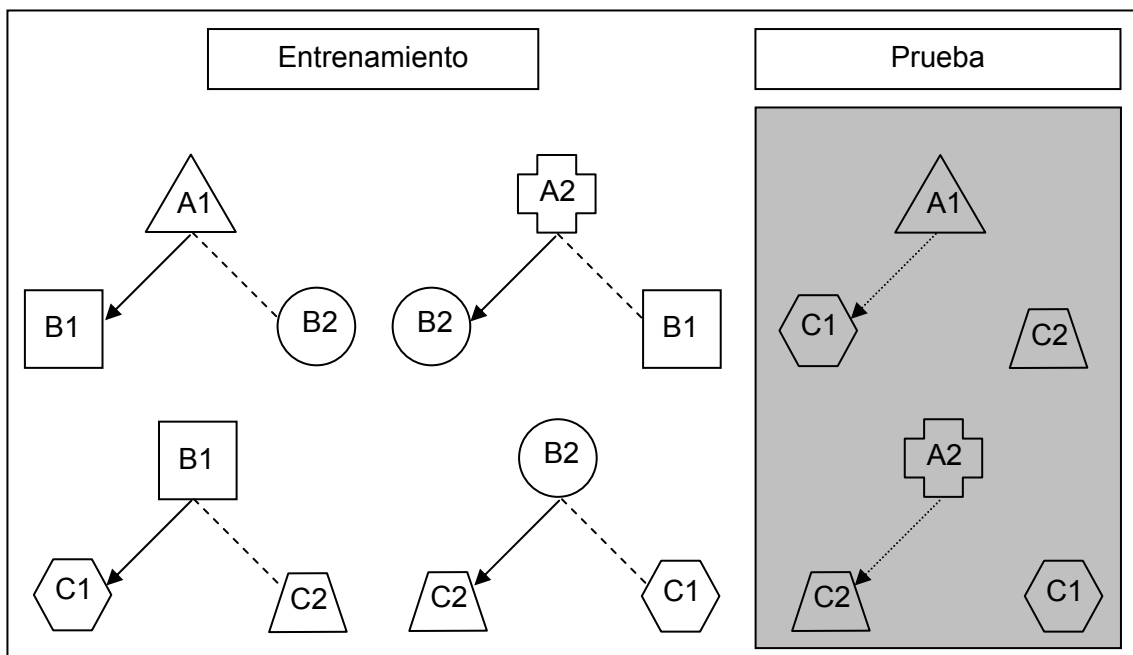 Entrenamiento
Prueba
A1
B1
B2
A2
B2
B1
B1
C1
C2
B2
C2
C1
A1
C1
C2
A2
C2
C1